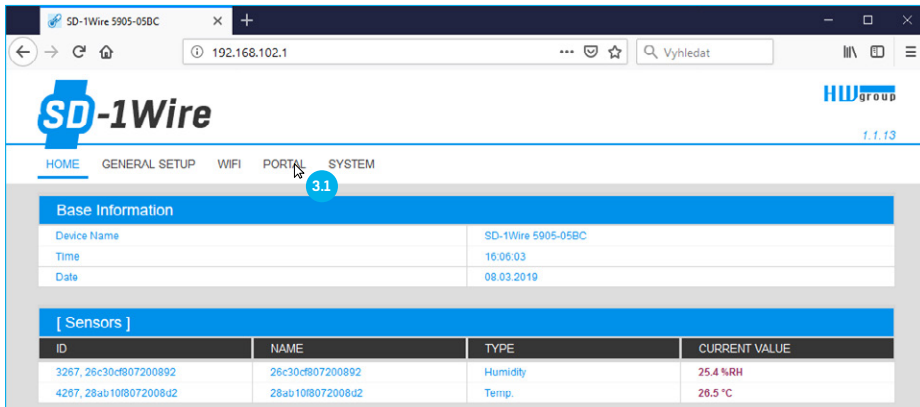 SD-1Wire 5905-05BC
192.168.102.1
Vyhledat
SD-1Wire
HWgroup
1.1.13
HOME GENERAL SETUP WIFI PORTAL SYSTEM
3.1
Base Information
Device Name SD-1Wire 5905-05BC
Time 16:06:03
Date 08.03.2019
[ Sensors ]
ID NAME TYPE CURRENT VALUE
3267, 26c30cf807200892 26c30cf807200892 Humidity 25.4 %RH
4267, 28ab10f8072008d2 28ab10f8072008d2 Temp. 26.5 °C